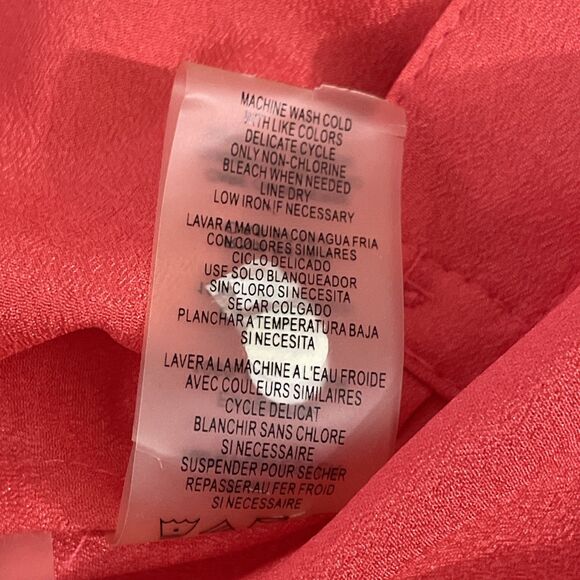 MACHINE WASH COLD
WITH LIKE COLORS
DELICATE CYCLE
ONLY NON-CHLORINE
BLEACH WHEN NEEDED
LINE DRY
LOW IRON IF NECESSARY
LAVAR A MAQUINA CON AGUA FRIA
CON COLORES SIMILARES
CICLO DELICADO
USE SOLO BLANQUEADOR
SIN CLORO SI NECESITA
SECAR COLGADO
PLANCHAR A TEMPERATURA BAJA
SI NECESITA
LAVER A LA MACHINE A L'EAU FROIDE
AVEC COULEURS SIMILAIRES
CYCLE DELICAT
BLANCHIR SANS CHLORE
SI NECESSAIRE
SUSPENDER POUR SECHER
REPASSER AU FER FROID
SI NECESSAIRE